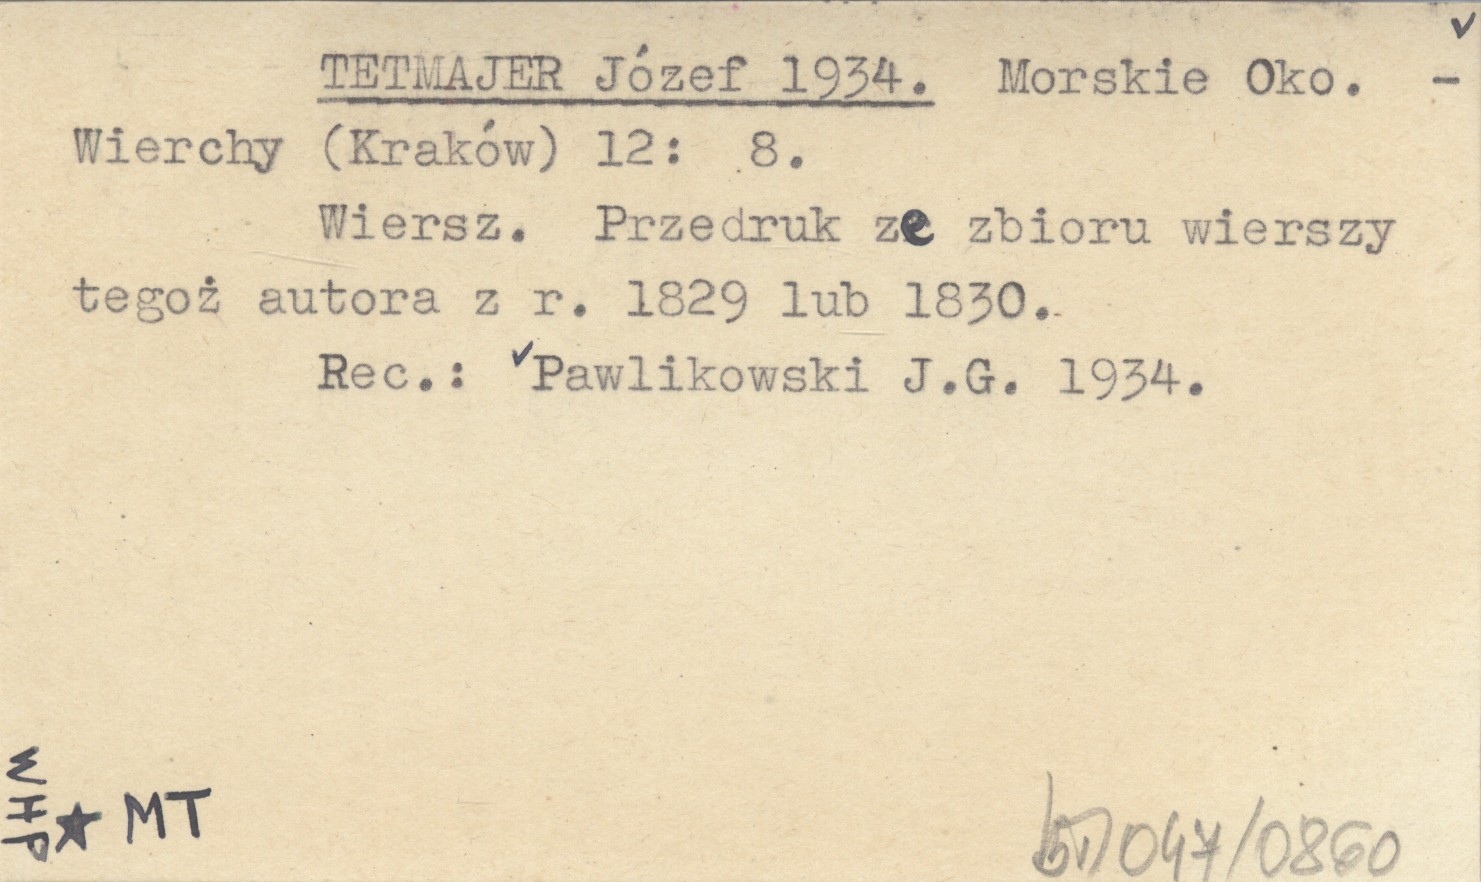 TETMAJER Józef 1934. Morskie Oko. -
Wierchy (Kraków) 12: 8.
Wiersz. Przedruk ze zbioru wierszy
tegoż autora z r. 1829 lub 1830.
Rec.: ✓Pawlikowski J.G. 1934.
WHP
★ MT
047/0860